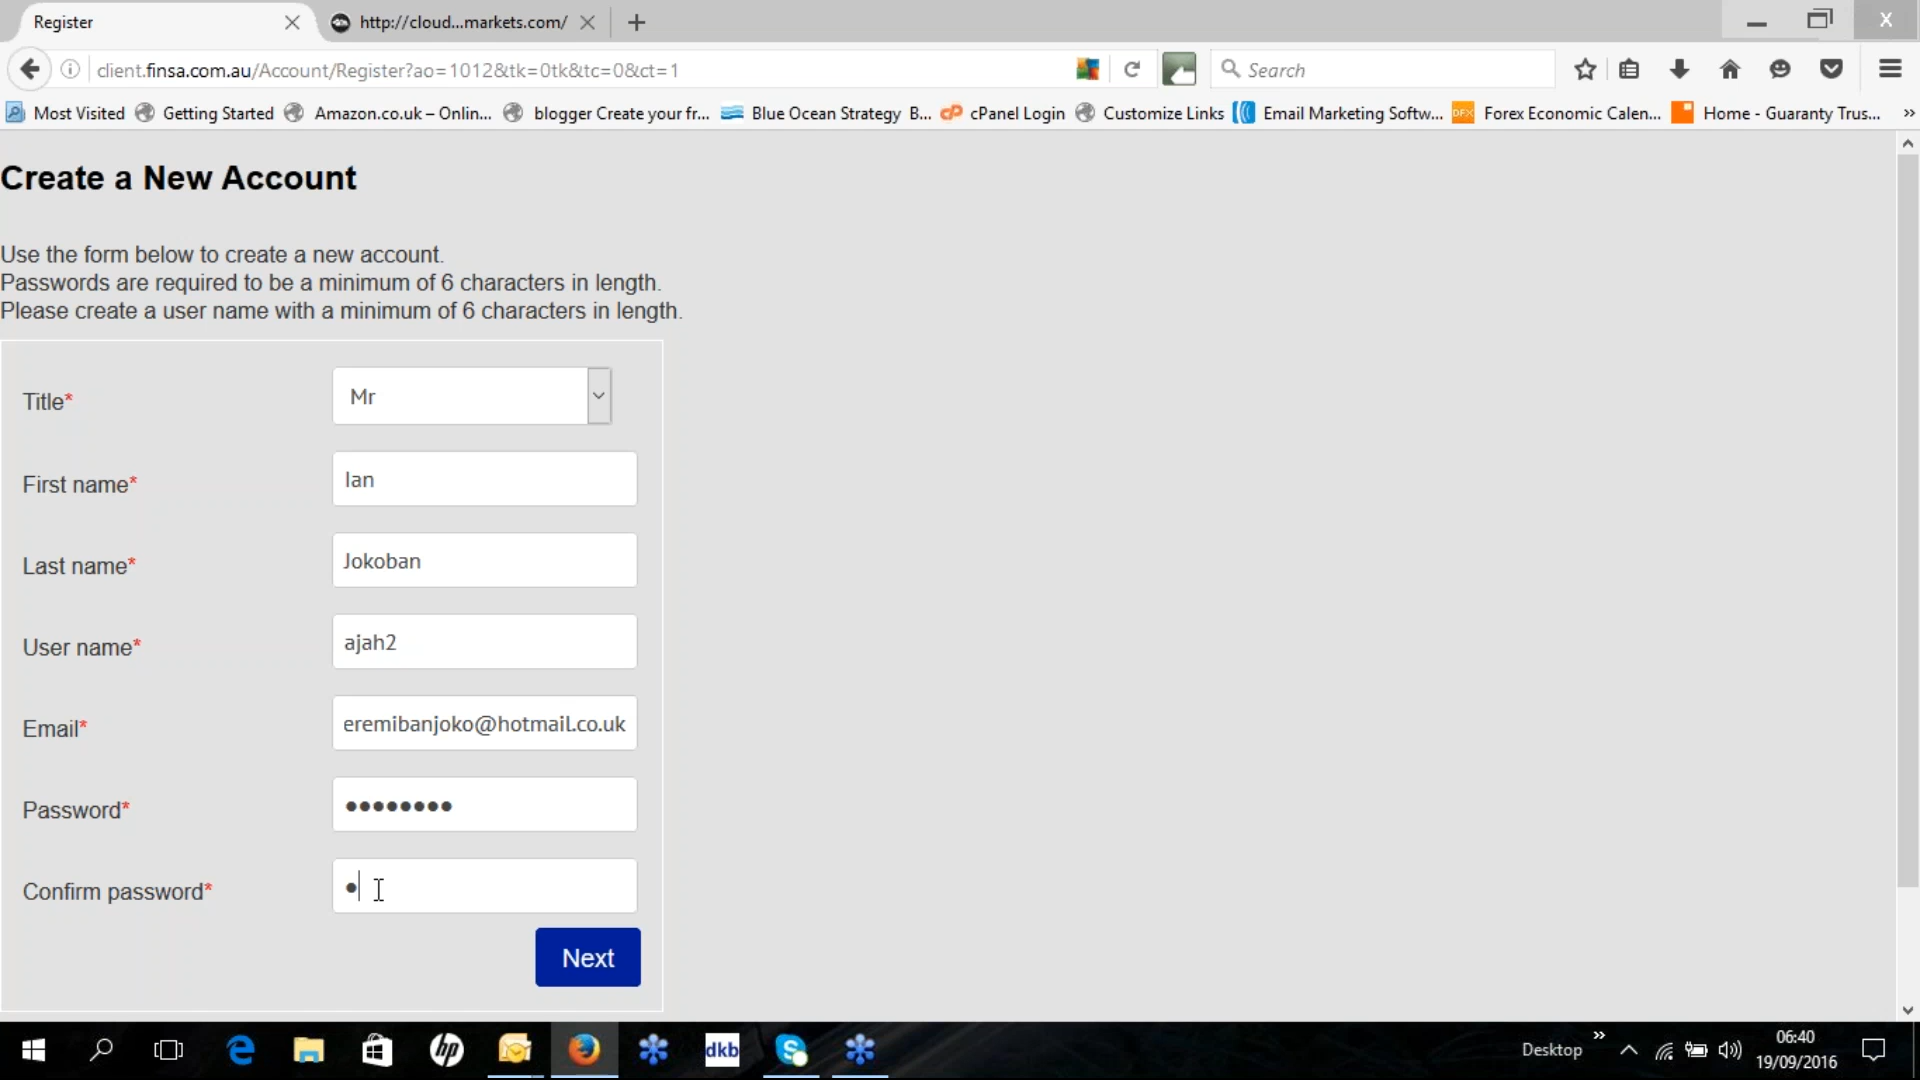 Register
http://cloud...markets.com/
client.finsa.com.au/Account/Register?ao=1012&tk=0tk&tc=0&ct=1
Search
Most Visited
Getting Started
Amazon.co.uk – Onlin...
blogger Create your fr...
Blue Ocean Strategy B...
cPanel Login
Customize Links
Email Marketing Softw...
DFX
Forex Economic Calen...
Home - Guaranty Trus...
Create a New Account
Use the form below to create a new account.
Passwords are required to be a minimum of 6 characters in length.
Please create a user name with a minimum of 6 characters in length.
Title*
Mr
First name*
Ian
Last name*
Jokoban
User name*
ajah2
Email*
eremibanjoko@hotmail.co.uk
Password*
Confirm password*
Next
hp
dkb
Desktop
06:40
19/09/2016